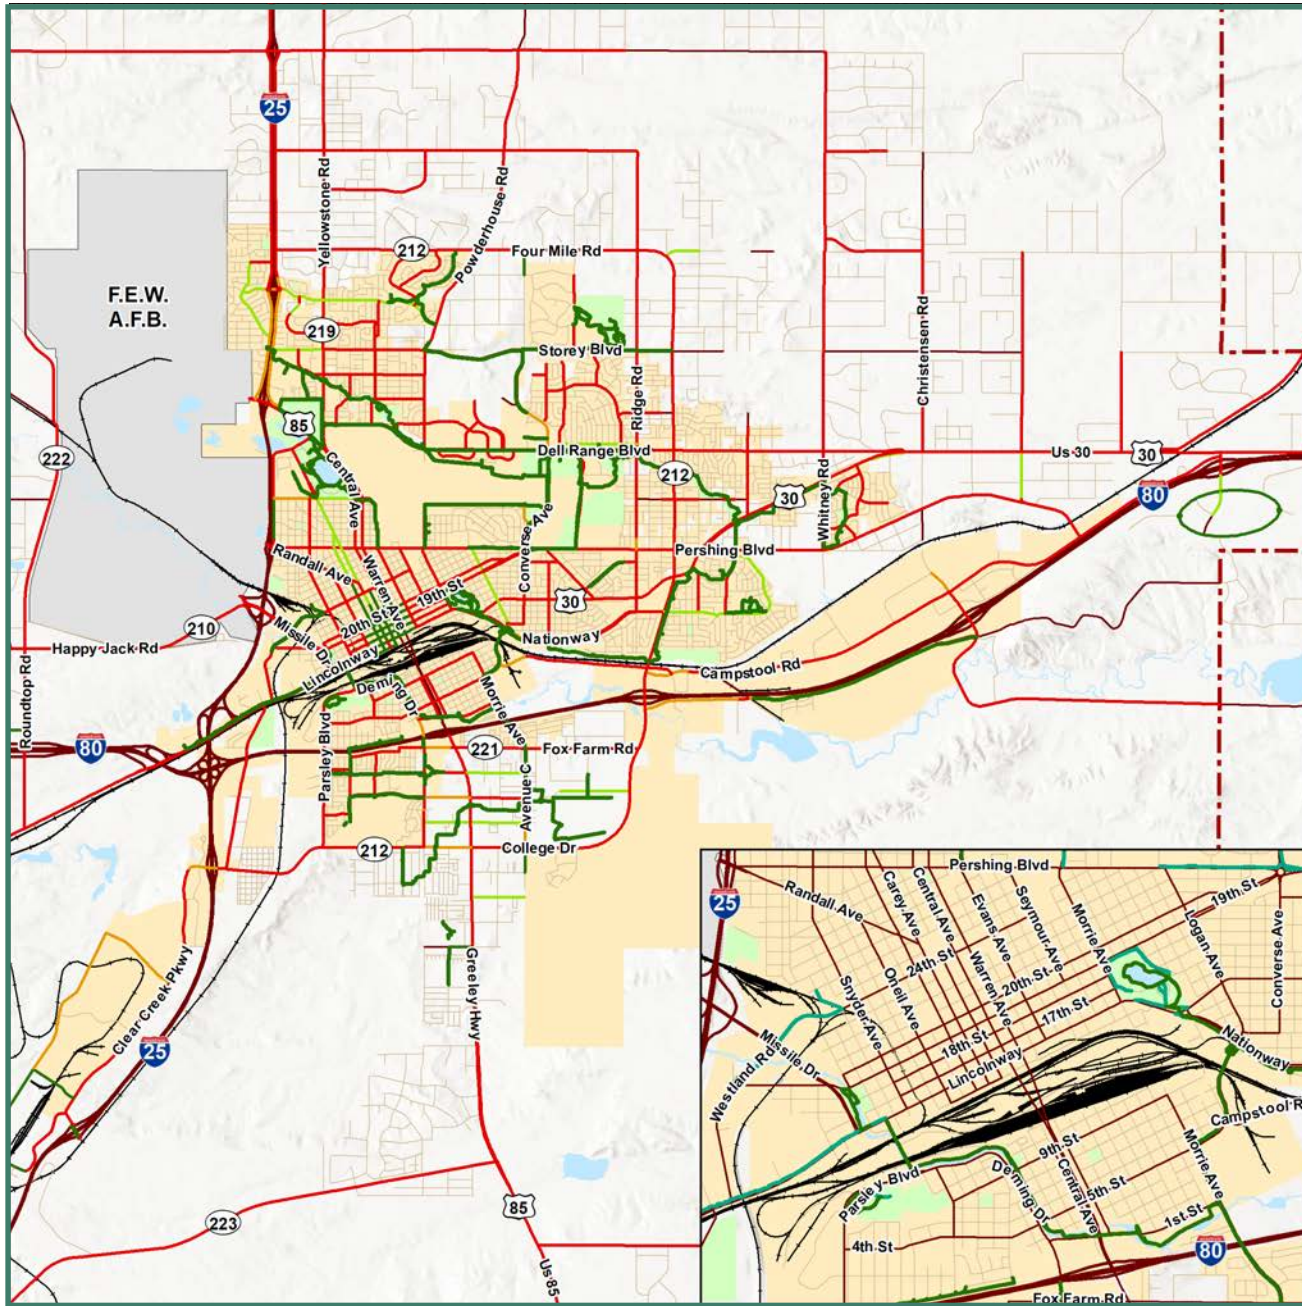 25
Yellowstone Rd
Powderhouse Rd
212
Four Mile Rd
F.E.W.
A.F.B.
219
Christensen Rd
Storey Blvd
Ridge Rd
85
222
Central Ave
Dell Range Blvd
212
Us 30
30
30
80
Whitney Rd
Converse Ave
Pershing Blvd
Randall Ave
Warren Ave
19th St
30
20th St
210
Missile Dr
Nationway
Happy Jack Rd
Lincolnway
Campstool Rd
Deming Dr
Morrie Ave
Roundtop Rd
Parsley Blvd
80
221
Fox Farm Rd
Avenue C
212
College Dr
Greeley Hwy
Clear Creek Pkwy
25
85
223
Us 85
Pershing Blvd
25
Randall Ave
Carey Ave
Central Ave
Evans Ave
Seymour Ave
Morrie Ave
Logan Ave
19th St
Converse Ave
24th St
20th St
Warren Ave
Snyder Ave
Oneil Ave
17th St
18th St
Lincolnway
Missile Dr
Westland Rd
Nationway
Campstool R
9th St
Parsley Blvd
Deming Dr
Central Ave
5th St
Morrie Ave
1st St
4th St
80
Fox Farm Rd